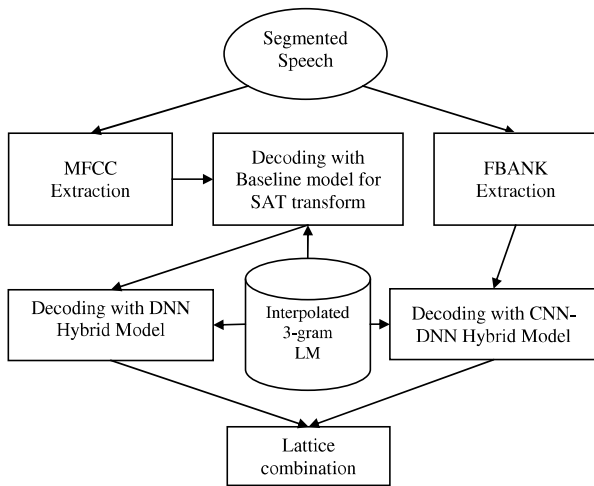 Segmented
Speech
MFCC
Extraction
Decoding with
Baseline model for
SAT transform
FBANK
Extraction
Decoding with DNN
Hybrid Model
Interpolated
3-gram
LM
Decoding with CNN-
DNN Hybrid Model
Lattice
combination